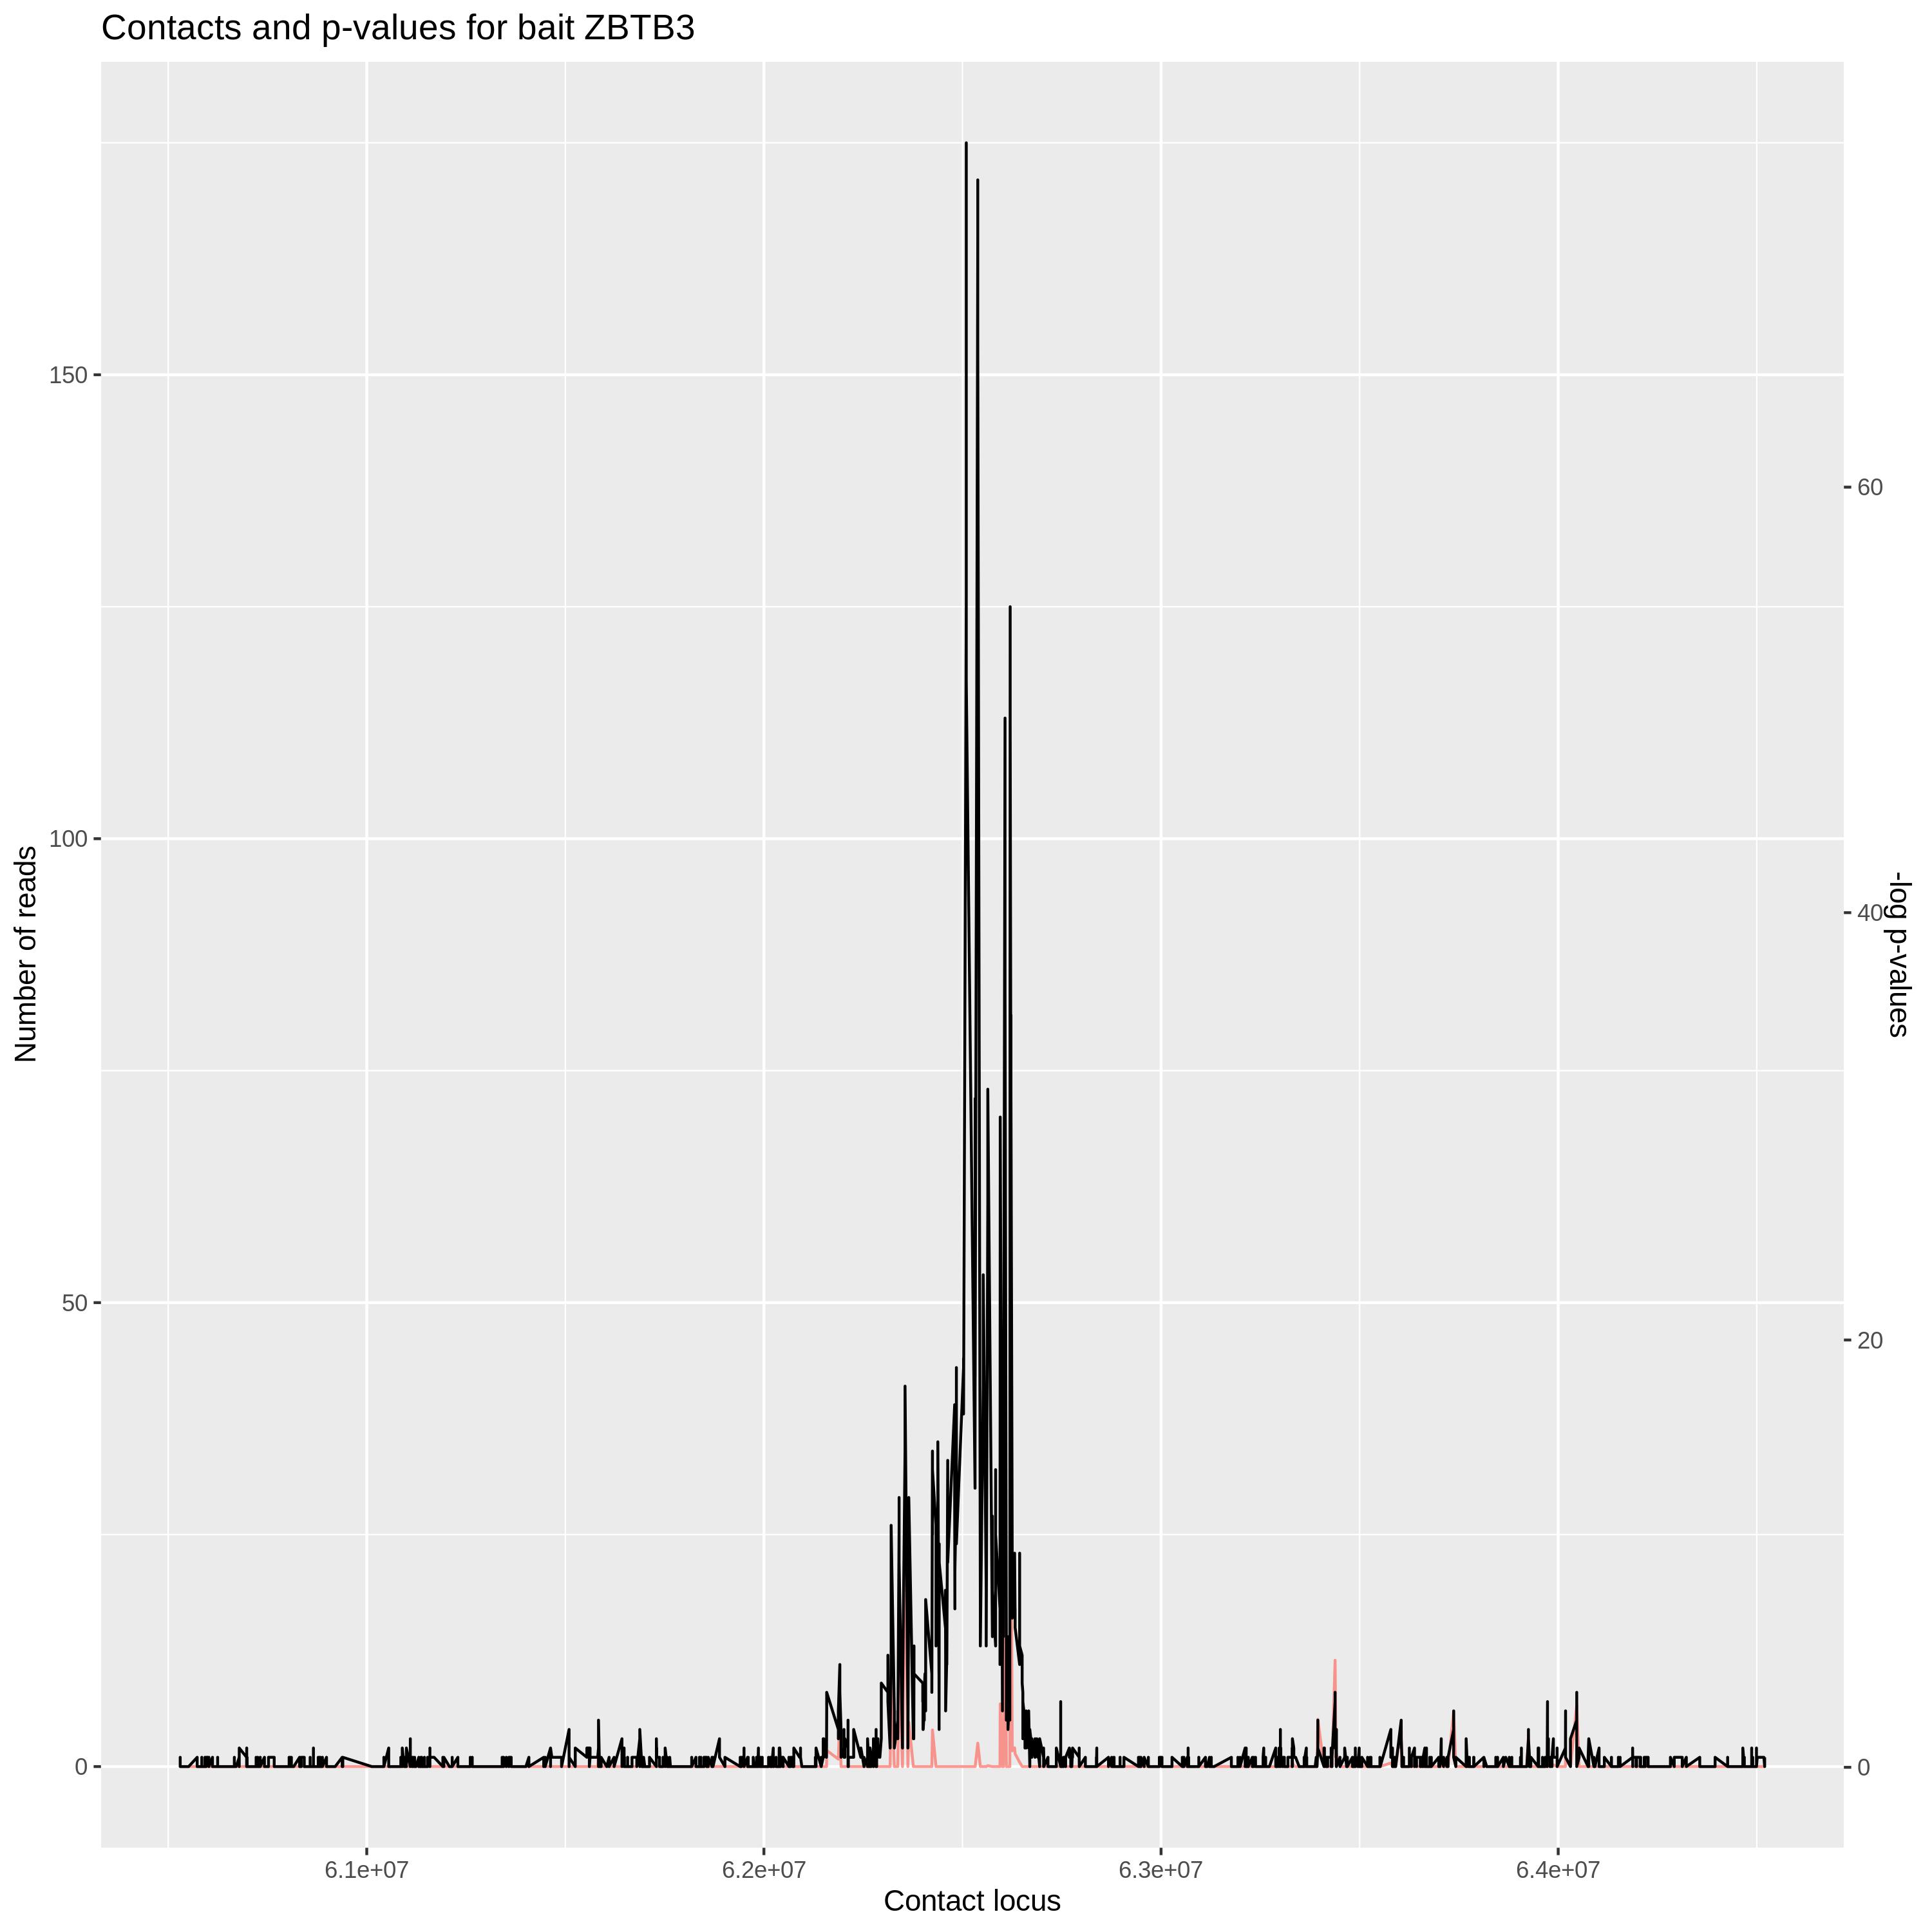 Contacts and p-values for bait ZBTB3
Number of reads
150
100
50
0
60
40
20
0
-log p-values
6.1e+07
6.2e+07
6.3e+07
6.4e+07
Contact locus